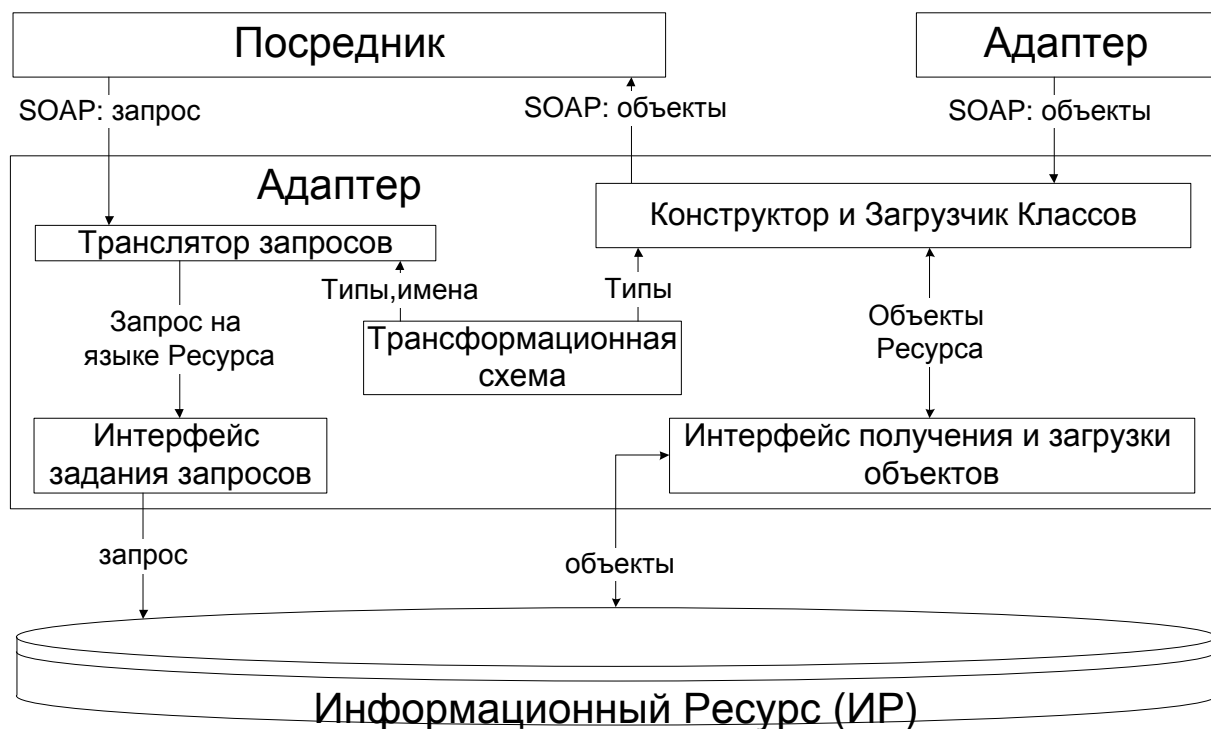 Посредник
Адаптер
SOAP: запрос
SOAP: объекты
SOAP: объекты
Адаптер
Конструктор и Загрузчик Классов
Транслятор запросов
Типы,имена
Типы
Запрос на
языке Ресурса
Трансформационная
схема
Объекты
Ресурса
Интерфейс
задания запросов
Интерфейс получения и загрузки
объектов
запрос
объекты
Информационный Ресурс (ИР)